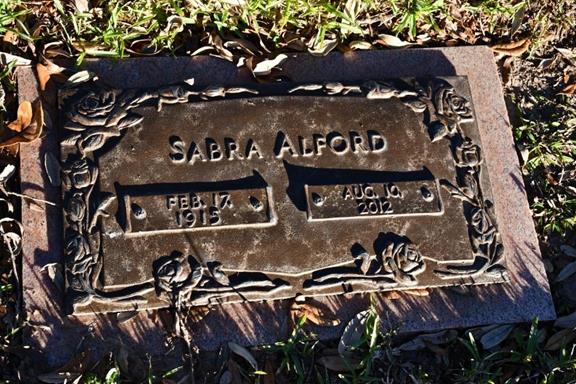 SABRA ALFORD
FEB. 17, 1915
AUG. 10, 2012